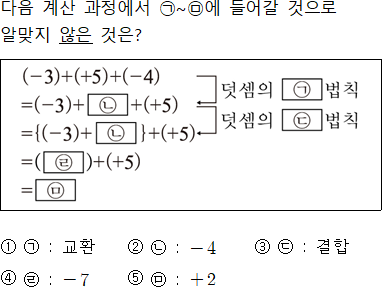 다음 계산 과정에서 ㉠~㉤에 들어갈 것으로
알맞지 않은 것은?
(−3)+(+5)+(−4)
=(−3)+ ㉡ +(+5)
덧셈의 ㉠ 법칙
={(−3)+ ㉡ }+(+5)
덧셈의 ㉢ 법칙
=( ㉣ )+(+5)
= ㉤
① ㉠ : 교환 ② ㉡ : −4 ③ ㉢ : 결합
④ ㉣ : −7 ⑤ ㉤ : +2